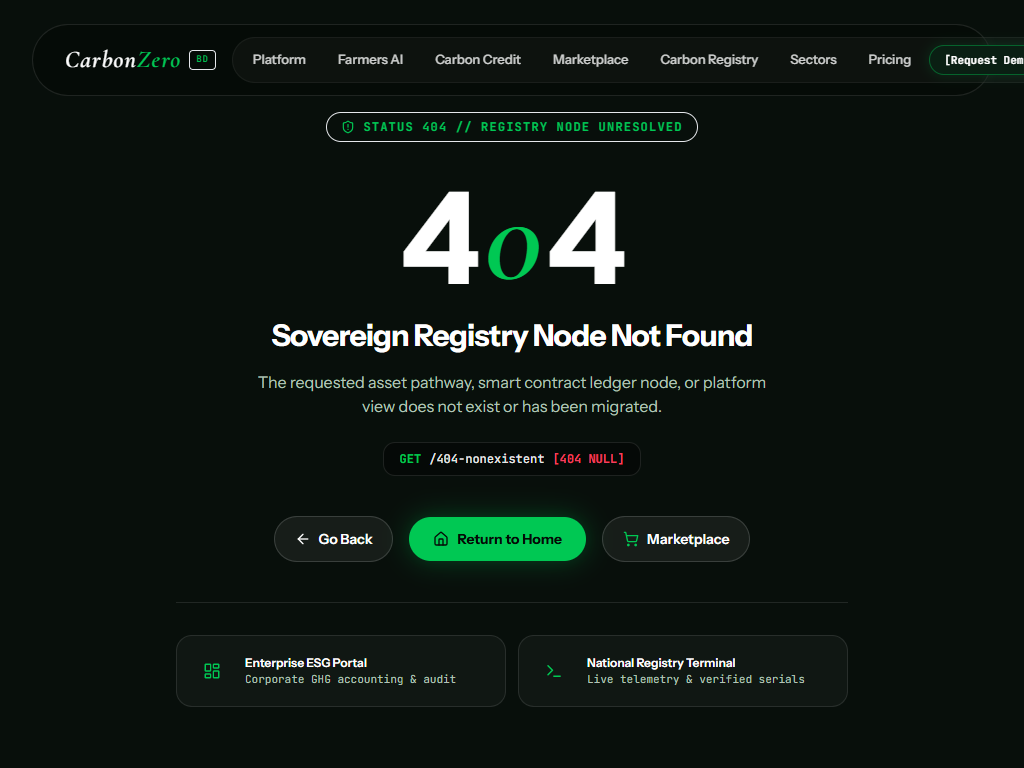 CarbonZero BD Platform Farmers AI Carbon Credit Marketplace Carbon Registry Sectors Pricing [Request Dem
STATUS 404 // REGISTRY NODE UNRESOLVED
404
Sovereign Registry Node Not Found
The requested asset pathway, smart contract ledger node, or platform
view does not exist or has been migrated.
GET /404-nonexistent [404 NULL]
Go Back Return to Home Marketplace
Enterprise ESG Portal
Corporate GHG accounting & audit
National Registry Terminal
Live telemetry & verified serials